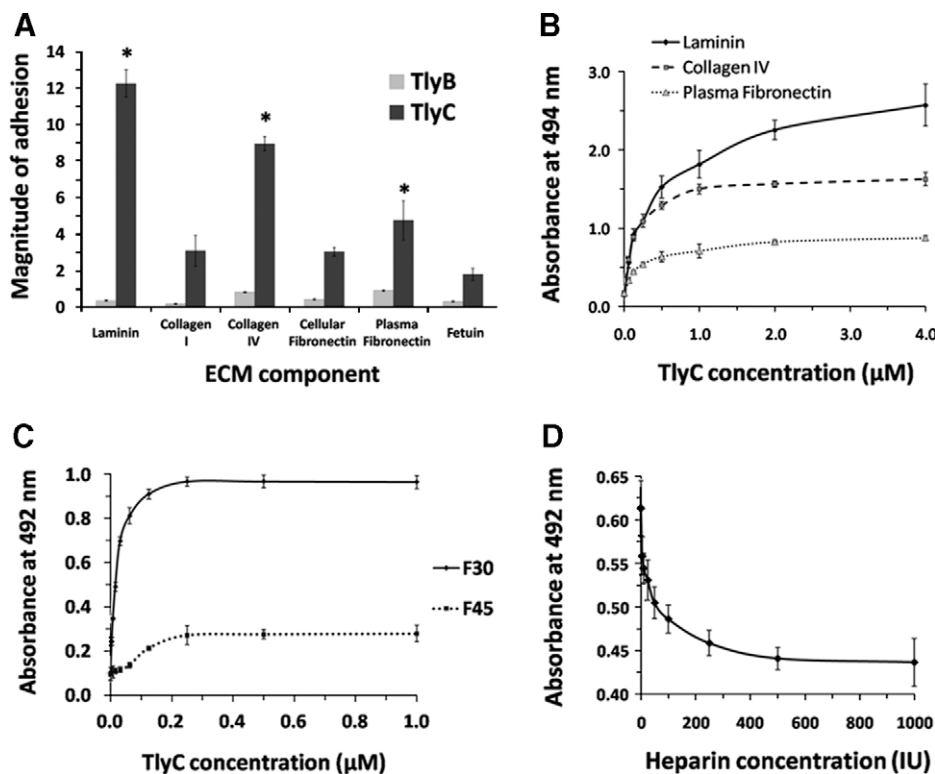 A
Magnitude of adhesion
14
12
10
8
6
4
2
0
*
*
*
TlyB
TlyC
Laminin
Collagen I
Collagen IV
Cellular Fibronectin
Plasma Fibronectin
Fetuin
ECM component
B
Absorbance at 494 nm
3.0
2.0
1.0
0.0
Laminin
Collagen IV
Plasma Fibronectin
0.0 1.0 2.0 3.0 4.0
TlyC concentration (μM)
C
Absorbance at 492 nm
1.0
0.8
0.6
0.4
0.2
0.0
F30
F45
0.0 0.2 0.4 0.6 0.8 1.0
TlyC concentration (μM)
D
Absorbance at 492 nm
0.65
0.60
0.55
0.50
0.45
0.40
0 200 400 600 800 1000
Heparin concentration (IU)